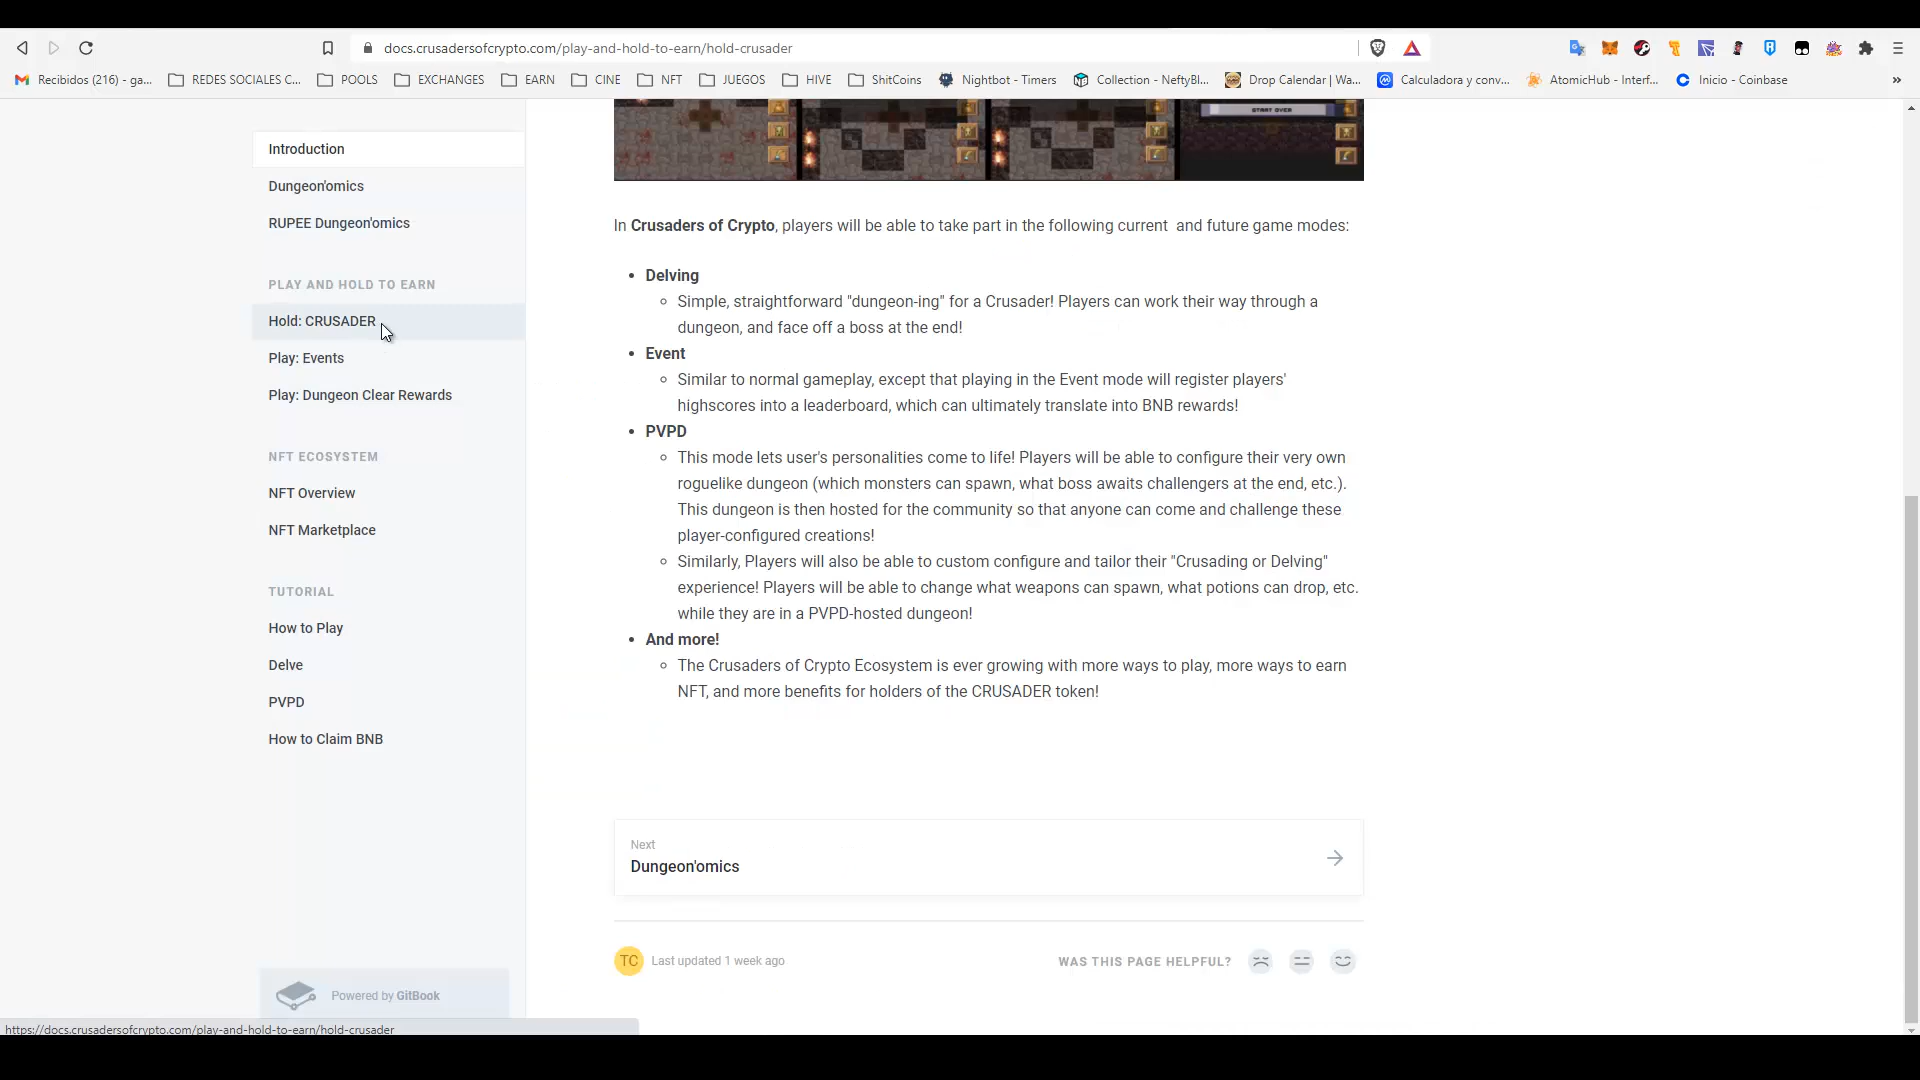 docs.crusadersofcrypto.com/play-and-hold-to-earn/hold-crusader
Recibidos (216) - ga... REDES SOCIALES C... POOLS EXCHANGES EARN CINE NFT JUEGOS HIVE ShitCoins Nightbot - Timers Collection - NeftyBl... Drop Calendar | Wa... Calculadora y conv... AtomicHub - Interf... Inicio - Coinbase »
Introduction
Dungeon'omics
RUPEE Dungeon'omics
PLAY AND HOLD TO EARN
Hold: CRUSADER
Play: Events
Play: Dungeon Clear Rewards
NFT ECOSYSTEM
NFT Overview
NFT Marketplace
TUTORIAL
How to Play
Delve
PVPD
How to Claim BNB
Powered by GitBook
https://docs.crusadersofcrypto.com/play-and-hold-to-earn/hold-crusader
START OVER
In Crusaders of Crypto, players will be able to take part in the following current  and future game modes:
• Delving
Simple, straightforward "dungeon-ing" for a Crusader! Players can work their way through a
dungeon, and face off a boss at the end!
• Event
Similar to normal gameplay, except that playing in the Event mode will register players'
highscores into a leaderboard, which can ultimately translate into BNB rewards!
• PVPD
This mode lets user's personalities come to life! Players will be able to configure their very own
roguelike dungeon (which monsters can spawn, what boss awaits challengers at the end, etc.).
This dungeon is then hosted for the community so that anyone can come and challenge these
player-configured creations!
Similarly, Players will also be able to custom configure and tailor their "Crusading or Delving"
experience! Players will be able to change what weapons can spawn, what potions can drop, etc.
while they are in a PVPD-hosted dungeon!
• And more!
The Crusaders of Crypto Ecosystem is ever growing with more ways to play, more ways to earn
NFT, and more benefits for holders of the CRUSADER token!
Next
Dungeon'omics
TC Last updated 1 week ago
WAS THIS PAGE HELPFUL?